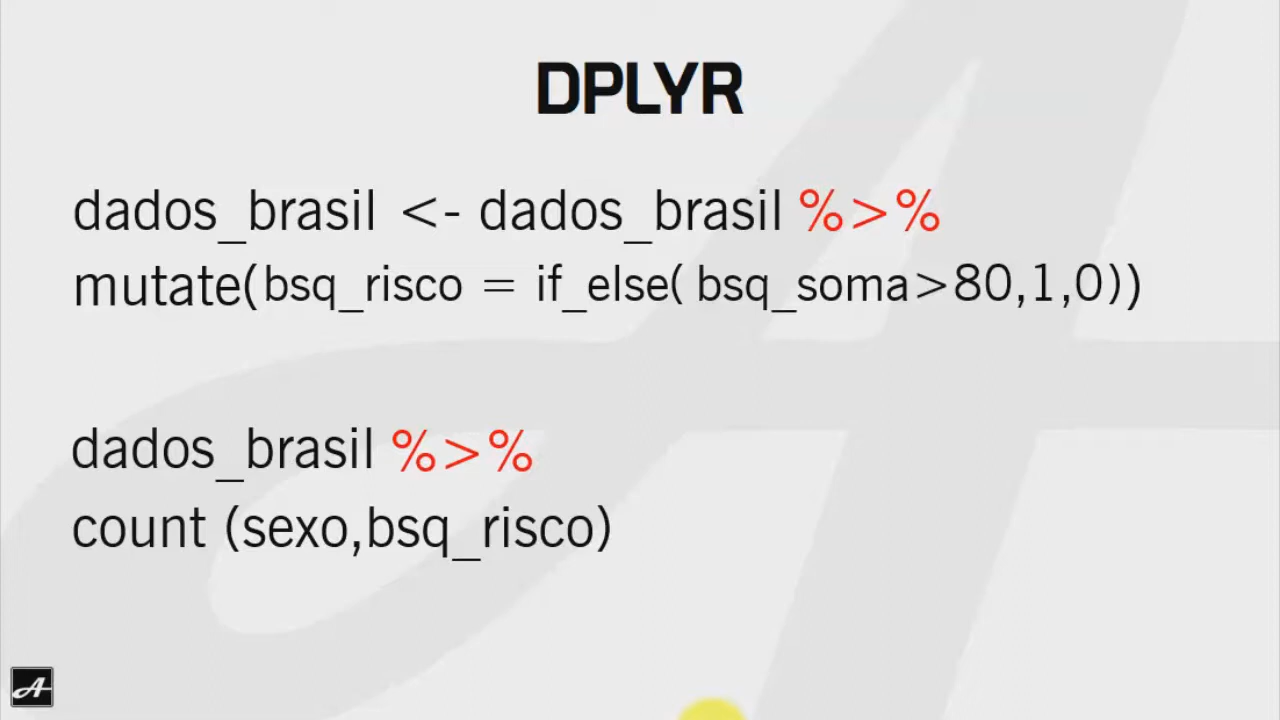 DPLYR
dados_brasil <- dados_brasil %>%
mutate(bsq_risco = if_else( bsq_soma>80,1,0))
dados_brasil %>%
count (sexo,bsq_risco)
A